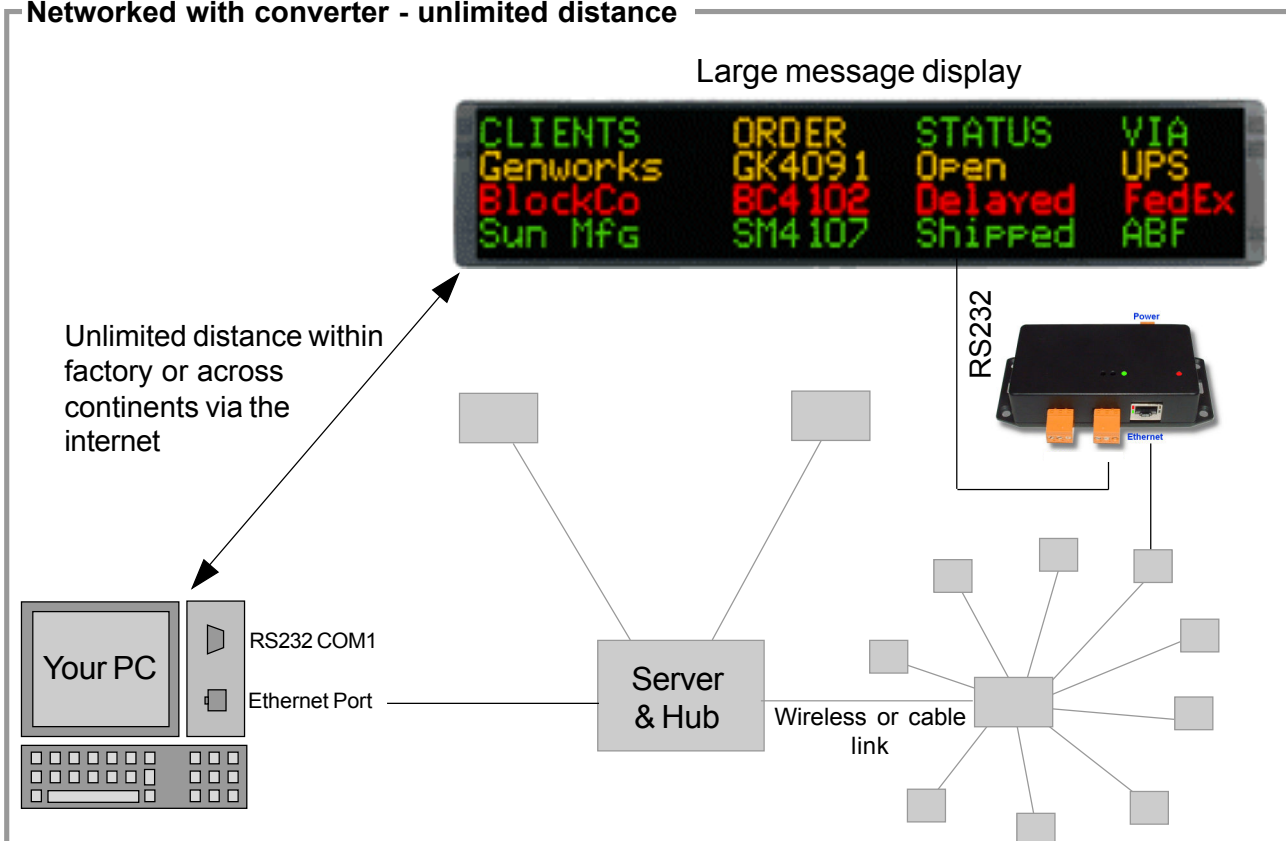 Networked with converter - unlimited distance
Large message display
CLIENTS ORDER STATUS VIA
Genworks GK4091 Open UPS
BlockCo BC4102 Delayed FedEx
Sun Mfg SM4107 Shipped ABF
Unlimited distance within
factory or across
continents via the
internet
RS232
Power
Ethernet
Your PC
RS232 COM1
Ethernet Port
Server
& Hub
Wireless or cable
link